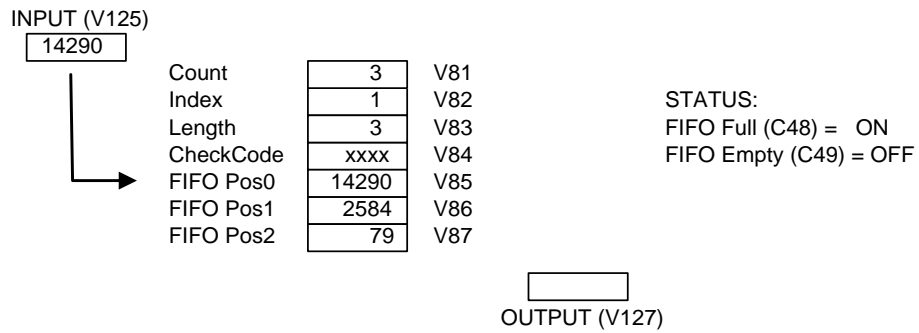 INPUT (V125)
14290
Count 3 V81
Index 1 V82 STATUS:
Length 3 V83 FIFO Full (C48) = ON
CheckCode xxxx V84 FIFO Empty (C49) = OFF
FIFO Pos0 14290 V85
FIFO Pos1 2584 V86
FIFO Pos2 79 V87
OUTPUT (V127)